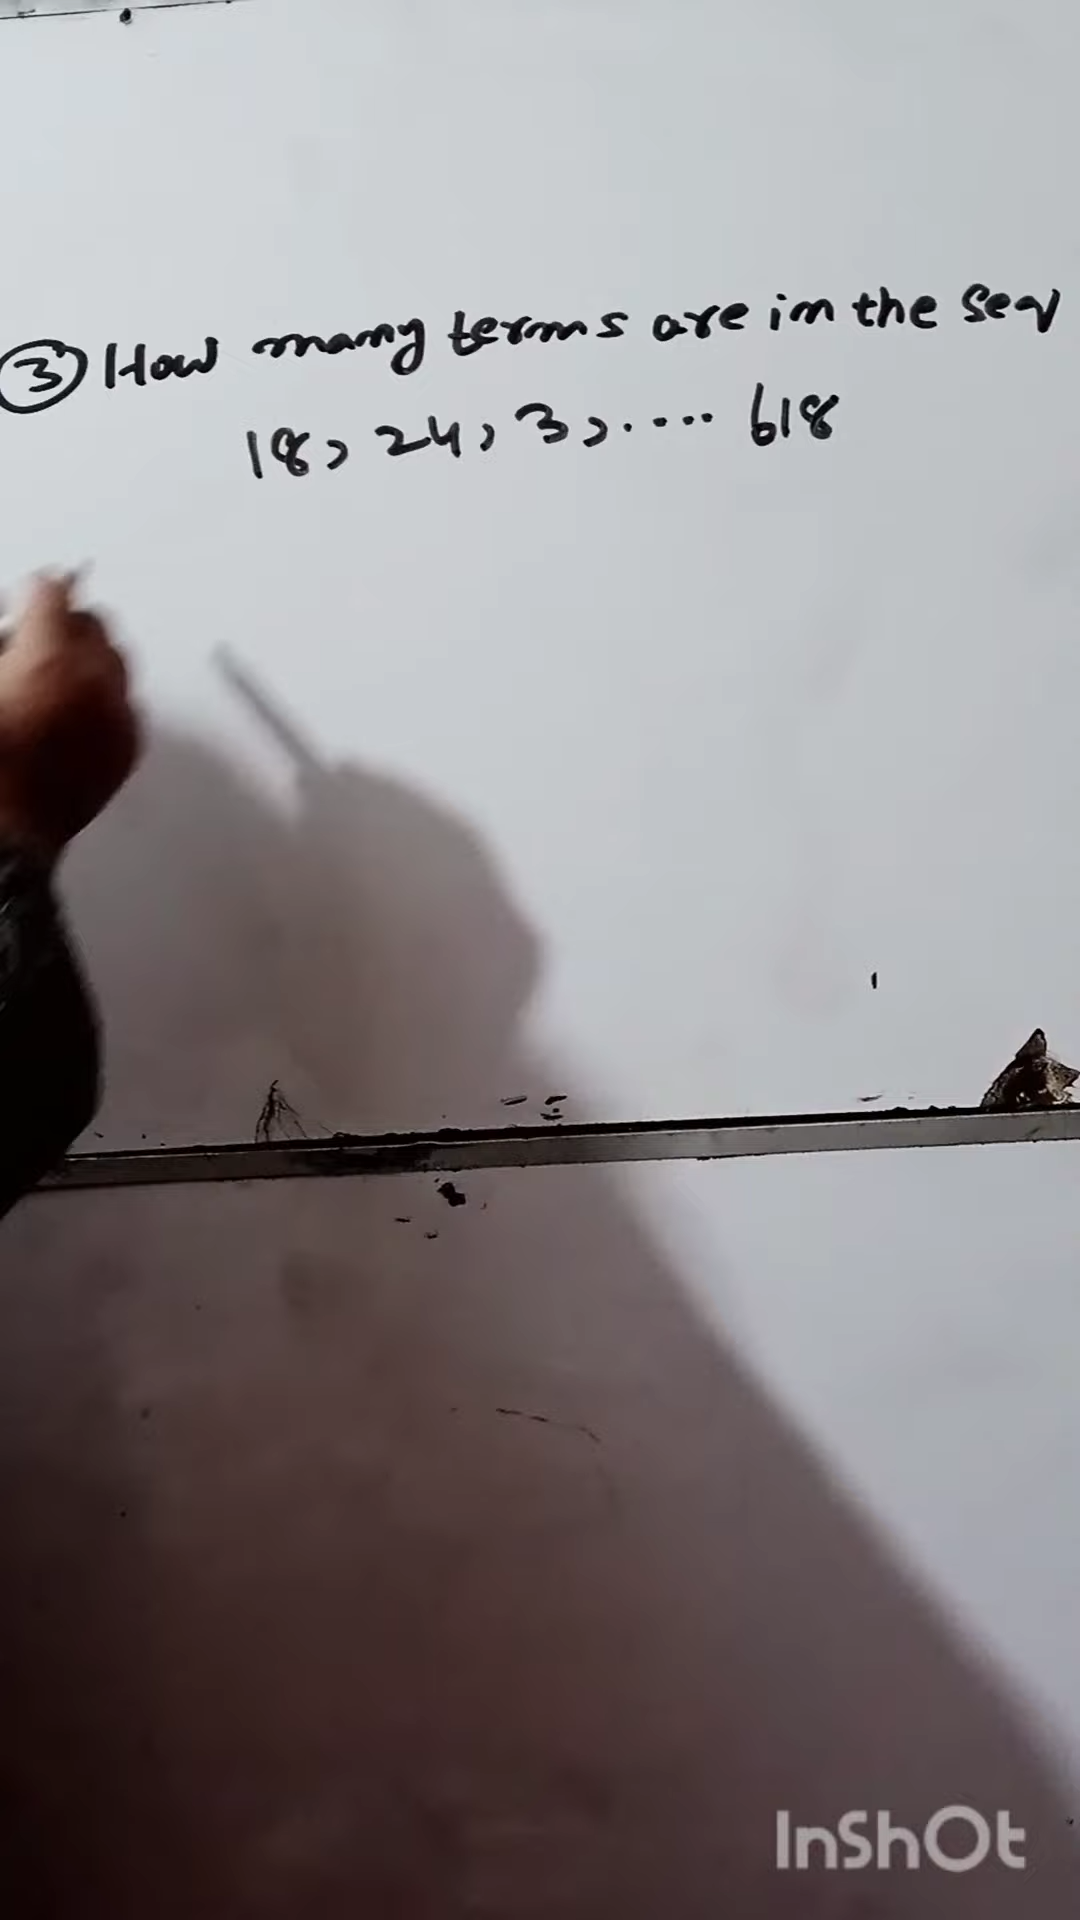 ③ How many terms are in the seq
18, 24, 3, .... 618
InShOt